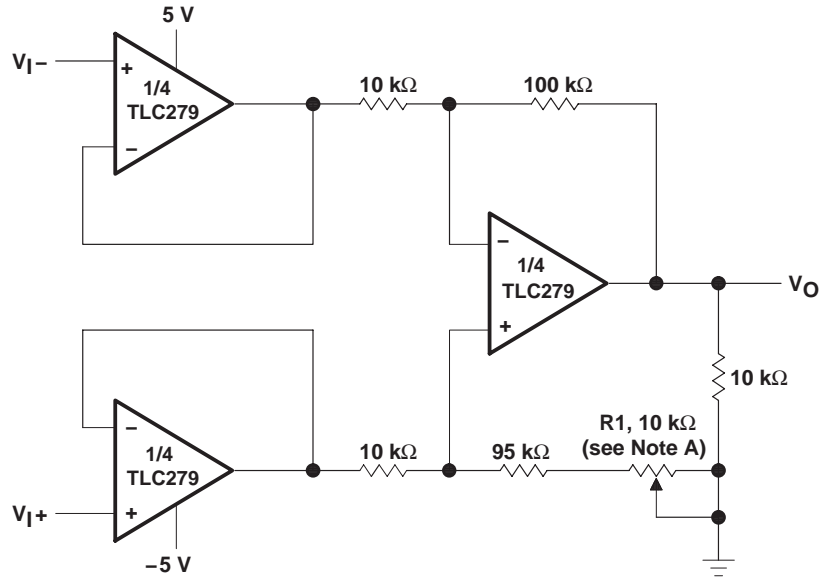 5 V
VI−
+
1/4
TLC279
−
10 kΩ
100 kΩ
−
1/4
TLC279
+
VO
10 kΩ
R1, 10 kΩ
(see Note A)
−
1/4
TLC279
+
10 kΩ
95 kΩ
VI+
−5 V